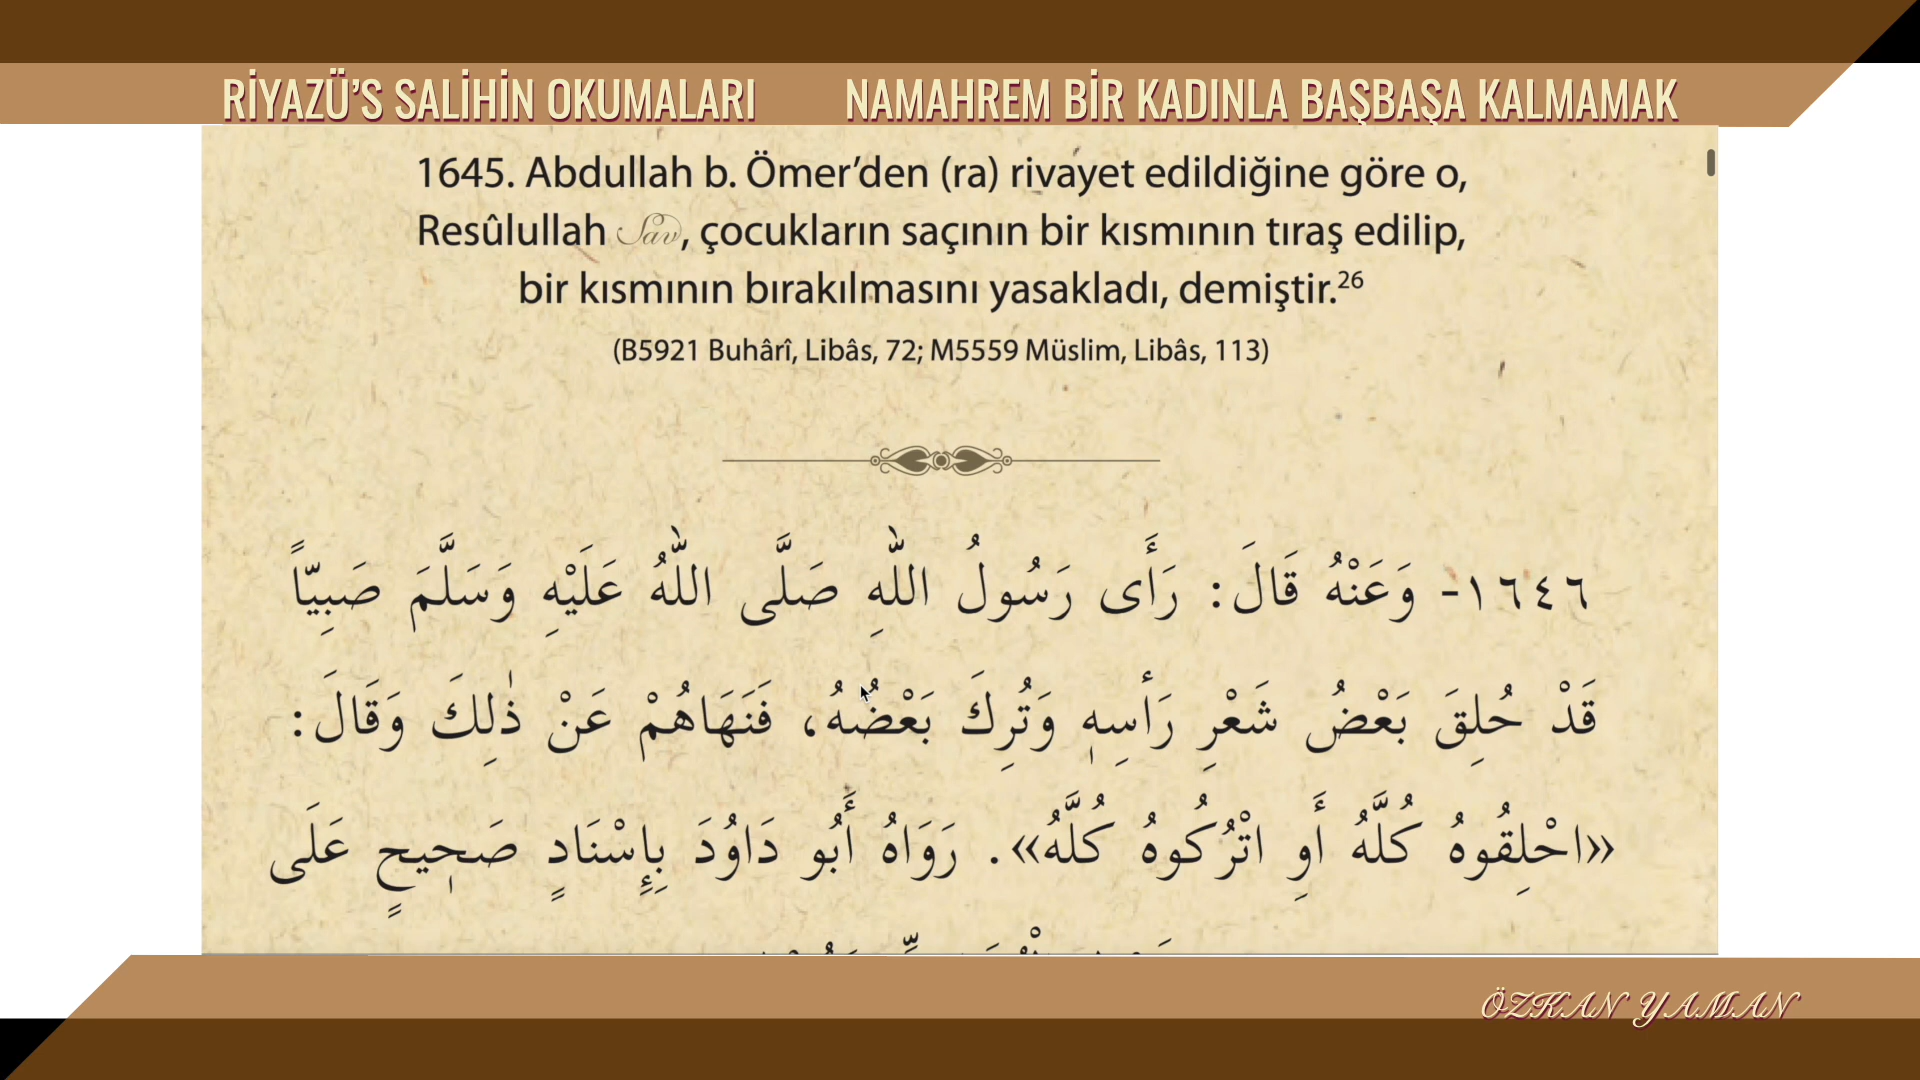 RİYAZÜ’S SALİHİN OKUMALARI
NAMAHREM BİR KADINLA BAŞBAŞA KALMAMAK
1645. Abdullah b. Ömer’den (ra) rivayet edildiğine göre o,
Resûlullah Sav, çocukların saçının bir kısmının tıraş edilip,
bir kısmının bırakılmasını yasakladı, demiştir.26
(B5921 Buhârî, Libâs, 72; M5559 Müslim, Libâs, 113)
١٦٤٦- وَعَنْهُ قَالَ: رَأَى رَسُولُ اللّٰهِ صَلَّى اللّٰهُ عَلَيْهِ وَسَلَّمَ صَبِيّاً
قَدْ حُلِقَ بَعْضُ شَعْرِ رَأْسِهٖ وَتُرِكَ بَعْضُهُ، فَنَهَاهُمْ عَنْ ذٰلِكَ وَقَالَ:
«احْلِقُوهُ كُلَّهُ أَوِ اتْرُكُوهُ كُلَّهُ». رَوَاهُ أَبُو دَاوُدَ بِإِسْنَادٍ صَحٖيحٍ عَلَى
ÖZKAN YAMAN